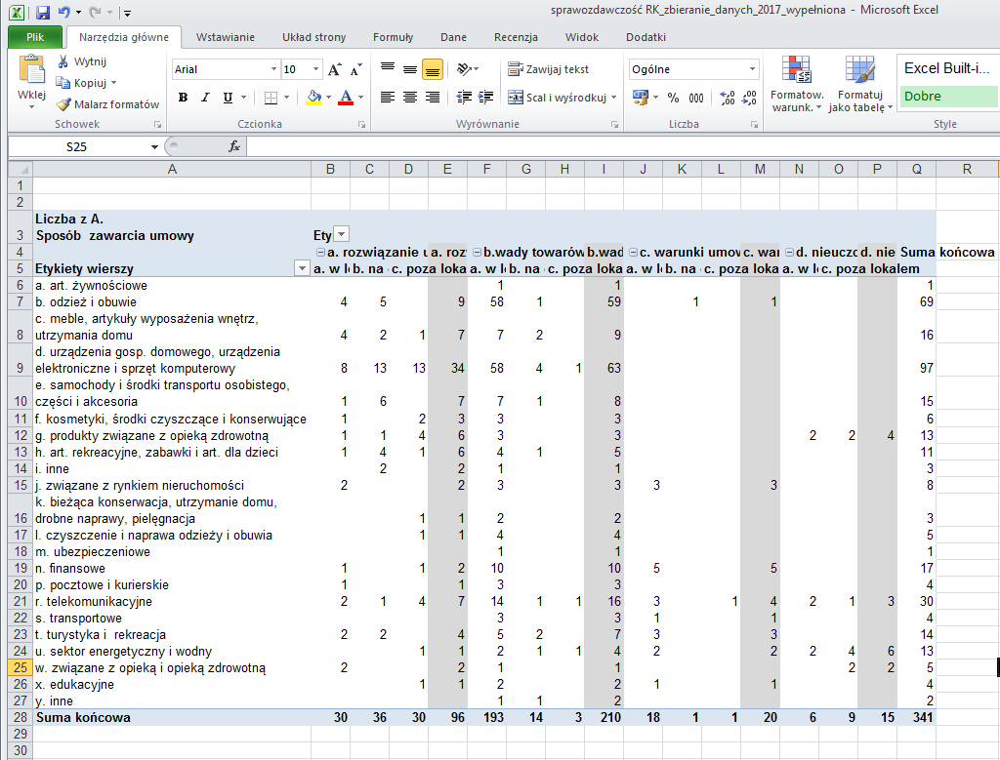 sprawozdawczość RK_zbieranie_danych_2017_wypełniona - Microsoft Excel
Plik Narzędzia główne Wstawianie Układ strony Formuły Dane Recenzja Widok Dodatki
Wklej Wytnij Kopiuj Malarz formatów Schowek
Arial 10 A A B I U A Czcionka
Zawijaj tekst Scal i wyśrodkuj Wyrównanie
Ogólne % 000 Liczba
Formatow. warunk. Formatuj jako tabelę Excel Built-i... Dobre Style
S25 fx
A B C D E F G H I J K L M N O P Q R
1
2
Liczba z A.
3 Sposób zawarcia umowy Ety
4 a. rozwiązanie u a. roz b.wady towarów b.wad c. warunki umow c. war d. nieuczc d. nie Suma końcowa
5 Etykiety wierszy a. w lo b. na c. poza loka a. w lo b. na c. poza loka a. w lo b. na c. poza loka a. w lo c. poza lokalem
6 a. art. żywnościowe 1 1 1
7 b. odzież i obuwie 4 5 9 58 1 59 1 1 69
c. meble, artykuły wyposażenia wnętrz,
8 utrzymania domu 4 2 1 7 7 2 9 16
d. urządzenia gosp. domowego, urządzenia
9 elektroniczne i sprzęt komputerowy 8 13 13 34 58 4 1 63 97
e. samochody i środki transportu osobistego,
10 części i akcesoria 1 6 7 7 1 8 15
11 f. kosmetyki, środki czyszczące i konserwujące 1 2 3 3 3 6
12 g. produkty związane z opieką zdrowotną 1 1 4 6 3 3 2 2 4 13
13 h. art. rekreacyjne, zabawki i art. dla dzieci 1 4 1 6 4 1 5 11
14 i. inne 2 2 1 1 3
15 j. związane z rynkiem nieruchomości 2 2 3 3 3 3 8
k. bieżąca konserwacja, utrzymanie domu,
16 drobne naprawy, pielęgnacja 1 1 2 2 3
17 l. czyszczenie i naprawa odzieży i obuwia 1 1 4 4 5
18 m. ubezpieczeniowe 1 1 1
19 n. finansowe 1 1 2 10 10 5 5 17
20 p. pocztowe i kurierskie 1 1 3 3 4
21 r. telekomunikacyjne 2 1 4 7 14 1 1 16 3 1 4 2 1 3 30
22 s. transportowe 3 3 1 1 4
23 t. turystyka i rekreacja 2 2 4 5 2 7 3 3 14
24 u. sektor energetyczny i wodny 1 1 2 1 1 4 2 2 2 4 6 13
25 w. związane z opieką i opieką zdrowotną 2 2 1 1 2 2 5
26 x. edukacyjne 1 1 2 2 1 1 4
27 y. inne 1 1 2 2
28 Suma końcowa 30 36 30 96 193 14 3 210 18 1 1 20 6 9 15 341
29
30